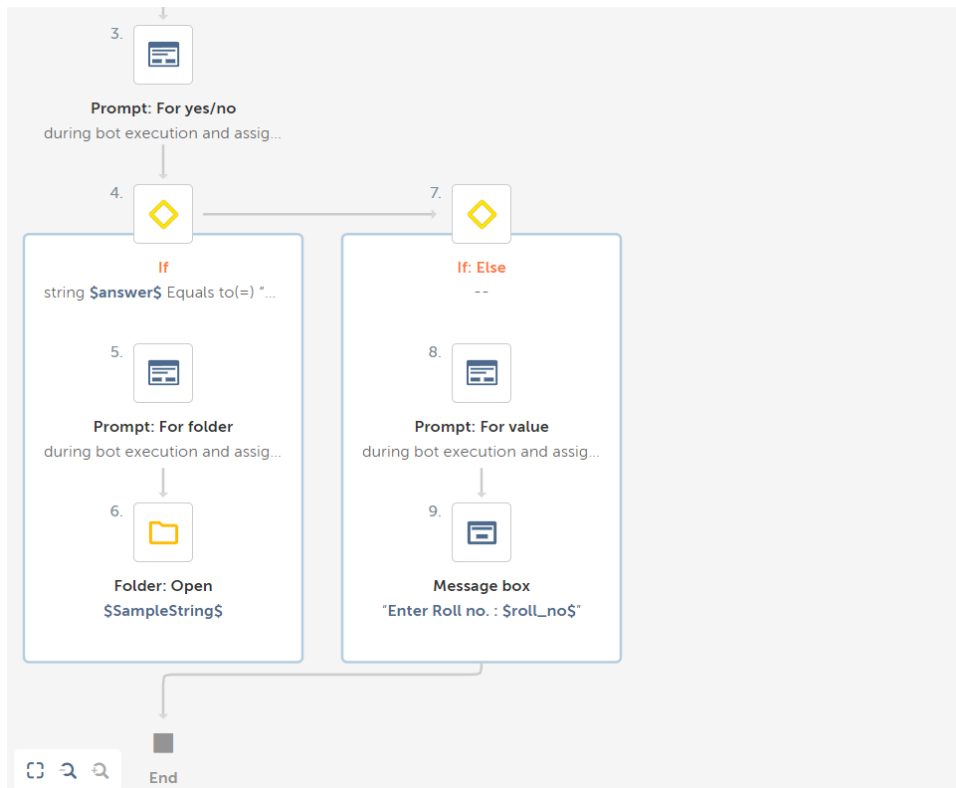 3.
Prompt: For yes/no
during bot execution and assig...
4.
If
string $answer$ Equals to(=) “...
5.
Prompt: For folder
during bot execution and assig...
6.
Folder: Open
$SampleString$
7.
If: Else
--
8.
Prompt: For value
during bot execution and assig...
9.
Message box
“Enter Roll no. : $roll_no$”
End